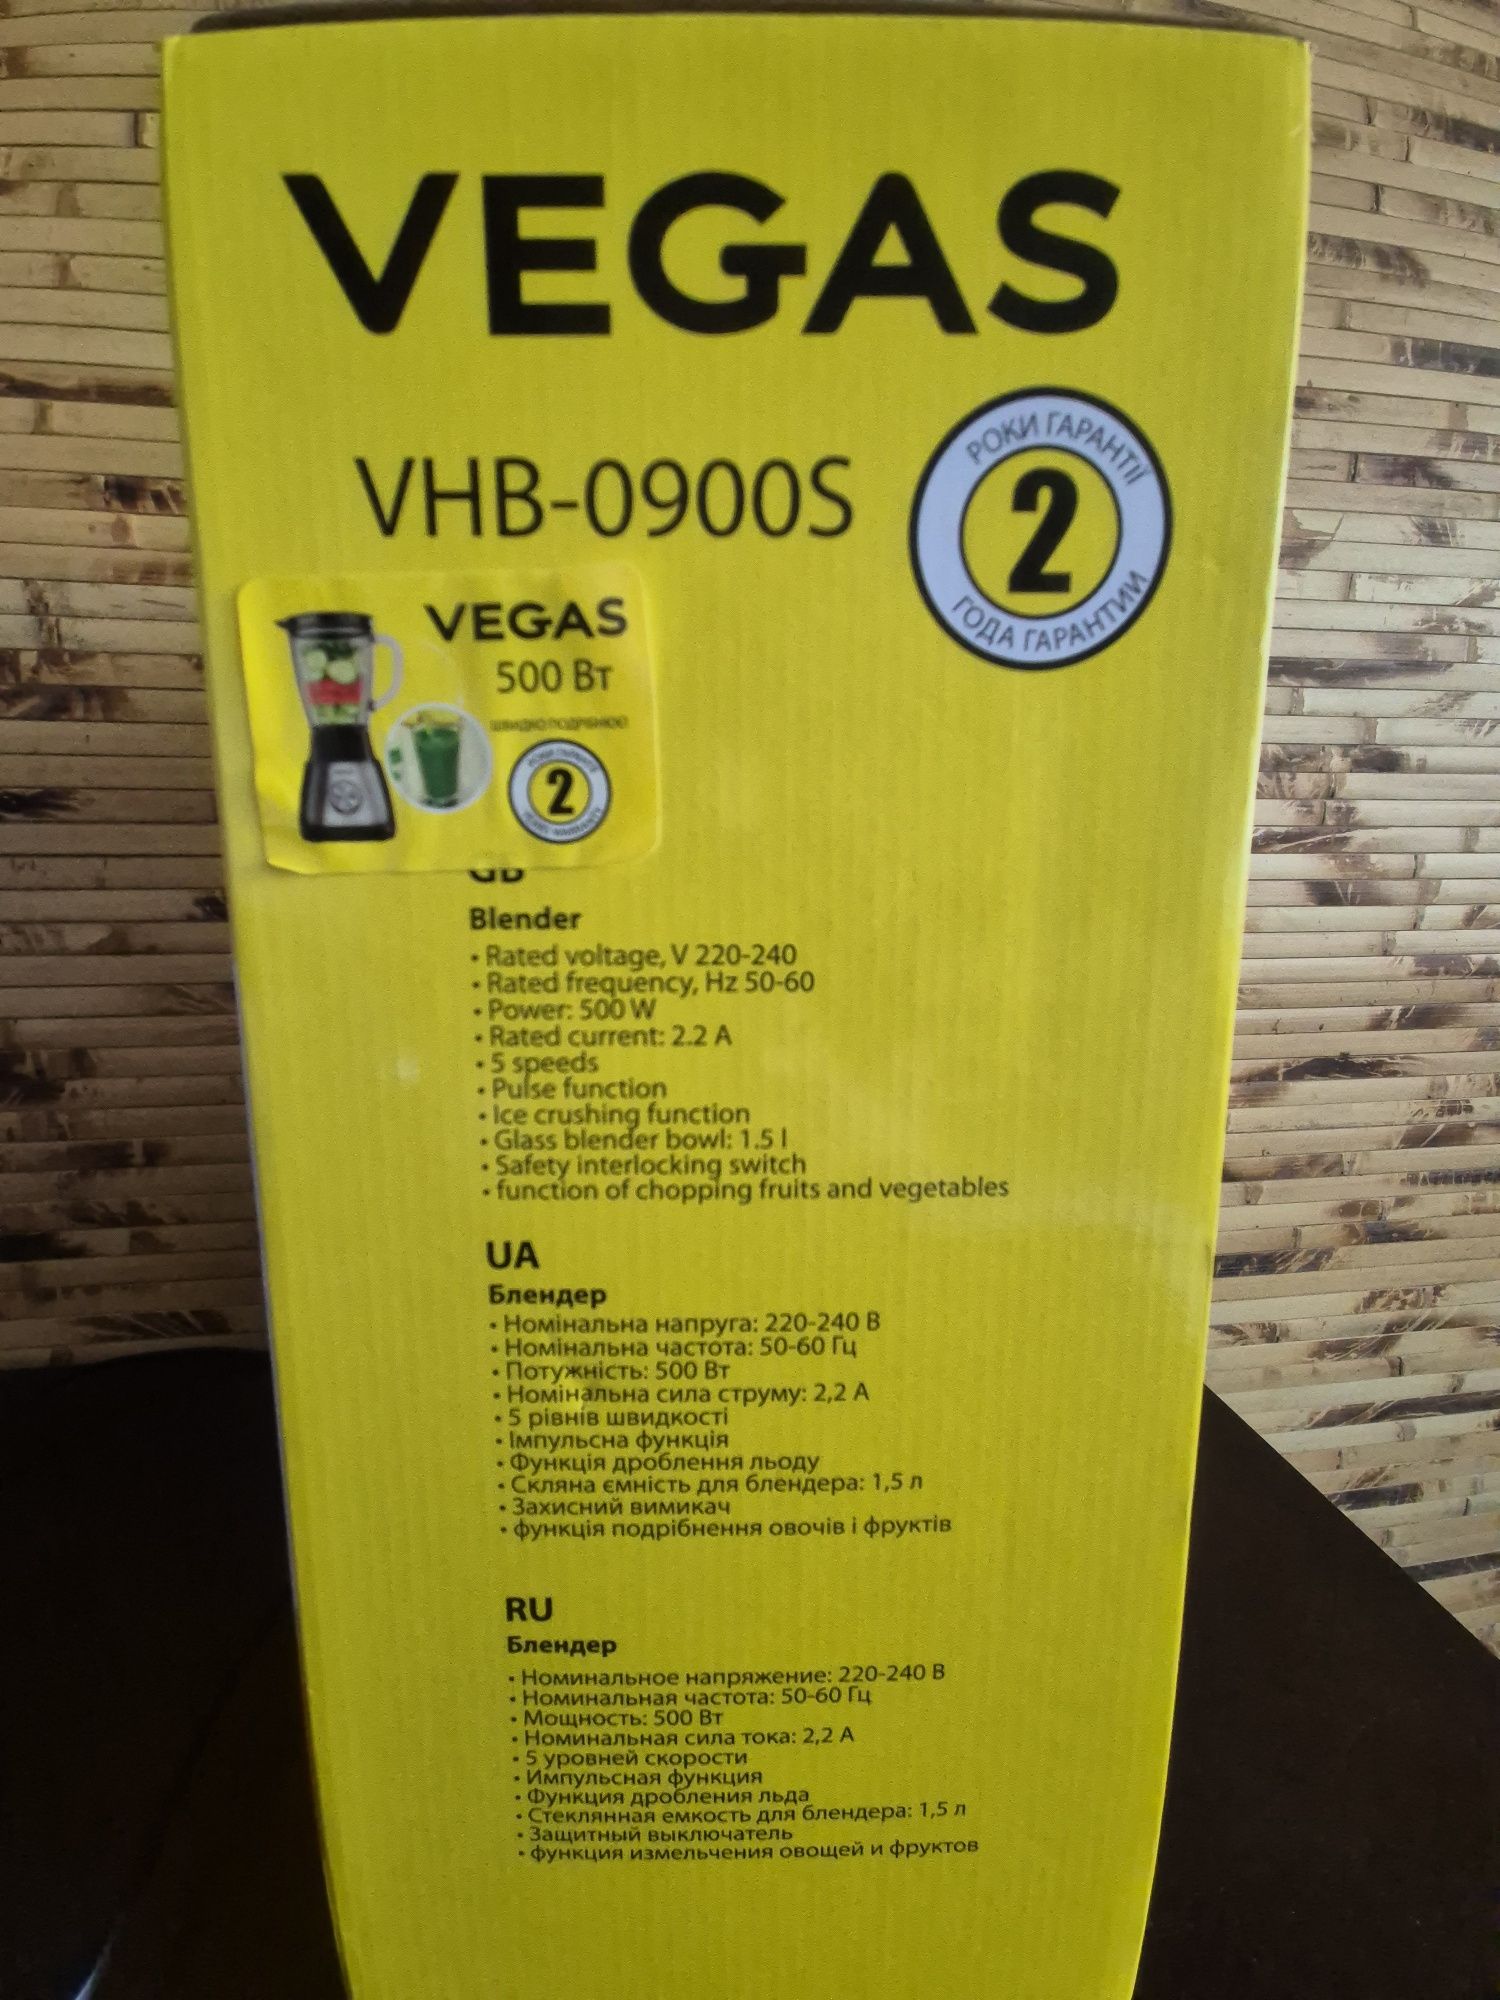 VEGAS
VHB-0900S
РОКИ ГАРАНТІЇ
2
ГОДА ГАРАНТИИ
VEGAS
500 Вт
2
GB
Blender
• Rated voltage, V 220-240
• Rated frequency, Hz 50-60
• Power: 500 W
• Rated current: 2.2 A
• 5 speeds
• Pulse function
• Ice crushing function
• Glass blender bowl: 1.5 l
• Safety interlocking switch
• function of chopping fruits and vegetables
UA
Блендер
• Номінальна напруга: 220-240 В
• Номінальна частота: 50-60 Гц
• Потужність: 500 Вт
• Номінальна сила струму: 2,2 А
• 5 рівнів швидкості
• Імпульсна функція
• Функція дроблення льоду
• Скляна ємність для блендера: 1,5 л
• Захисний вимикач
• функція подрібнення овочів і фруктів
RU
Блендер
• Номинальное напряжение: 220-240 В
• Номинальная частота: 50-60 Гц
• Мощность: 500 Вт
• Номинальная сила тока: 2,2 А
• 5 уровней скорости
• Импульсная функция
• Функция дробления льда
• Стеклянная емкость для блендера: 1,5 л
• Защитный выключатель
• функция измельчения овощей и фруктов